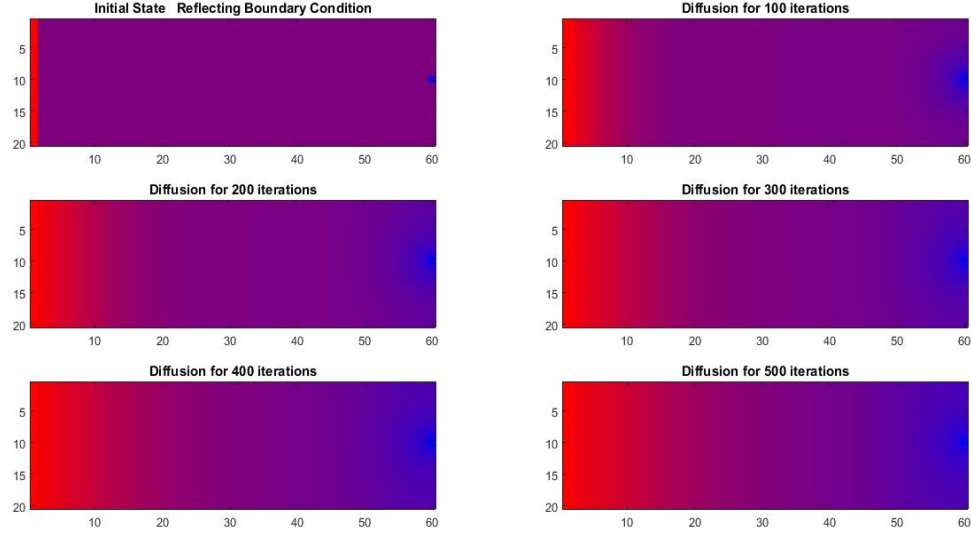 Initial State   Reflecting Boundary Condition
5
10
15
20
10 20 30 40 50 60
Diffusion for 100 iterations
5
10
15
20
10 20 30 40 50 60
Diffusion for 200 iterations
5
10
15
20
10 20 30 40 50 60
Diffusion for 300 iterations
5
10
15
20
10 20 30 40 50 60
Diffusion for 400 iterations
5
10
15
20
10 20 30 40 50 60
Diffusion for 500 iterations
5
10
15
20
10 20 30 40 50 60